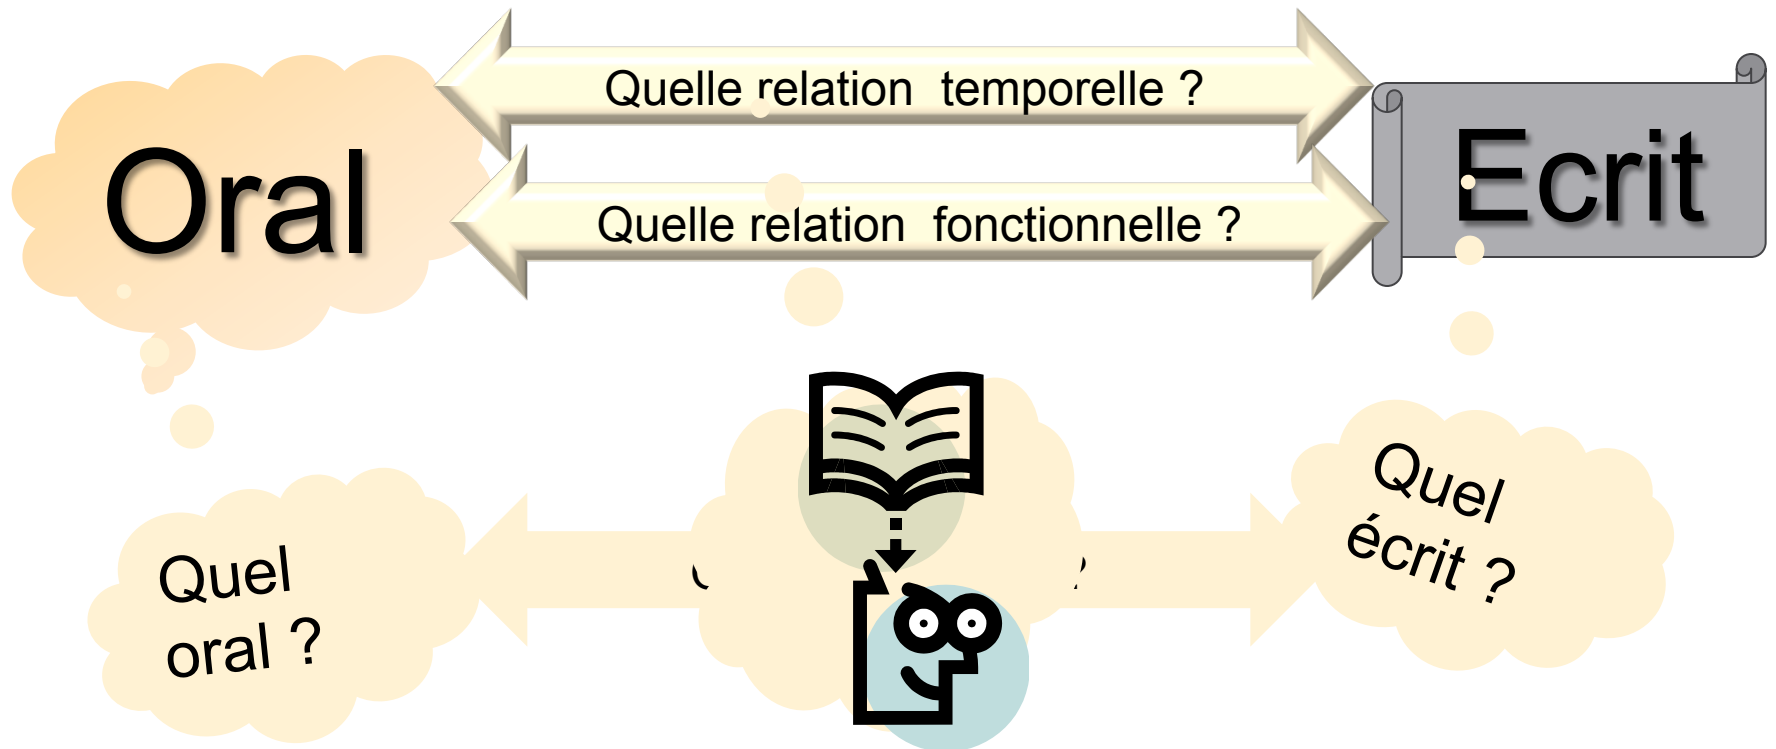 Quelle relation temporelle ?
Oral
Ecrit
Quelle relation fonctionnelle ?
Quel
écrit ?
Quel
oral ?